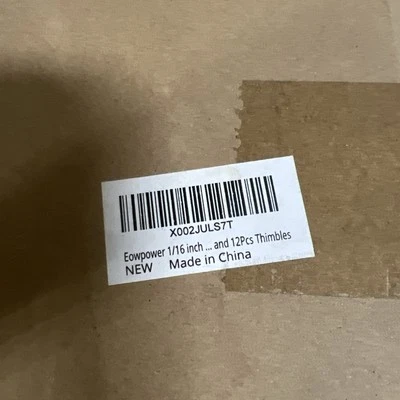 X002JULS7T
Eowpower 1/16 inch ... and 12Pcs Thimbles
NEW Made in China